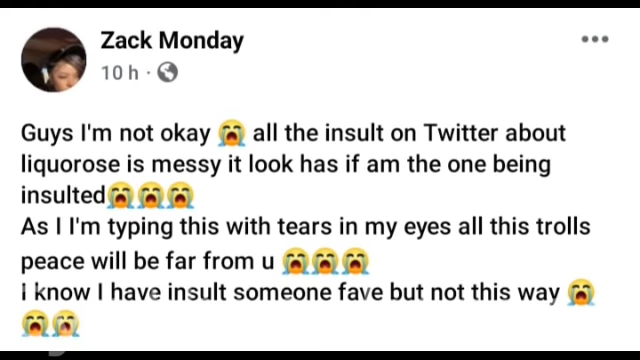 Zack Monday
10 h ·
Guys I'm not okay 😭 all the insult on Twitter about
liquorose is messy it look has if am the one being
insulted😭😭😭
As I I'm typing this with tears in my eyes all this trolls
peace will be far from u 😭😭😭
i know I have insult someone fave but not this way 😭
😭😭